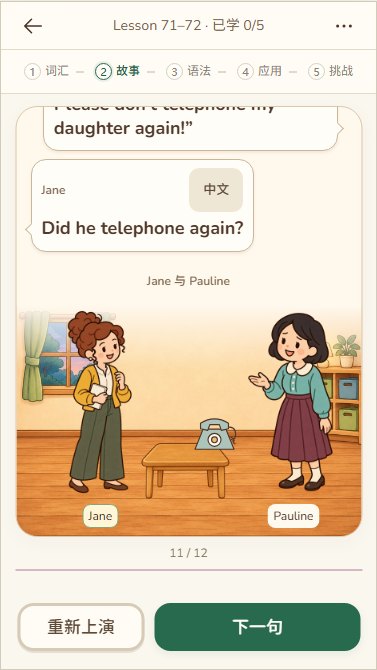 Lesson 71–72 · 已学 0/5
1 词汇 2 故事 3 语法 4 应用 5 挑战
Please don't telephone my
daughter again!”
Jane
中文
Did he telephone again?
Jane 与 Pauline
Jane
Pauline
11 / 12
重新上演
下一句